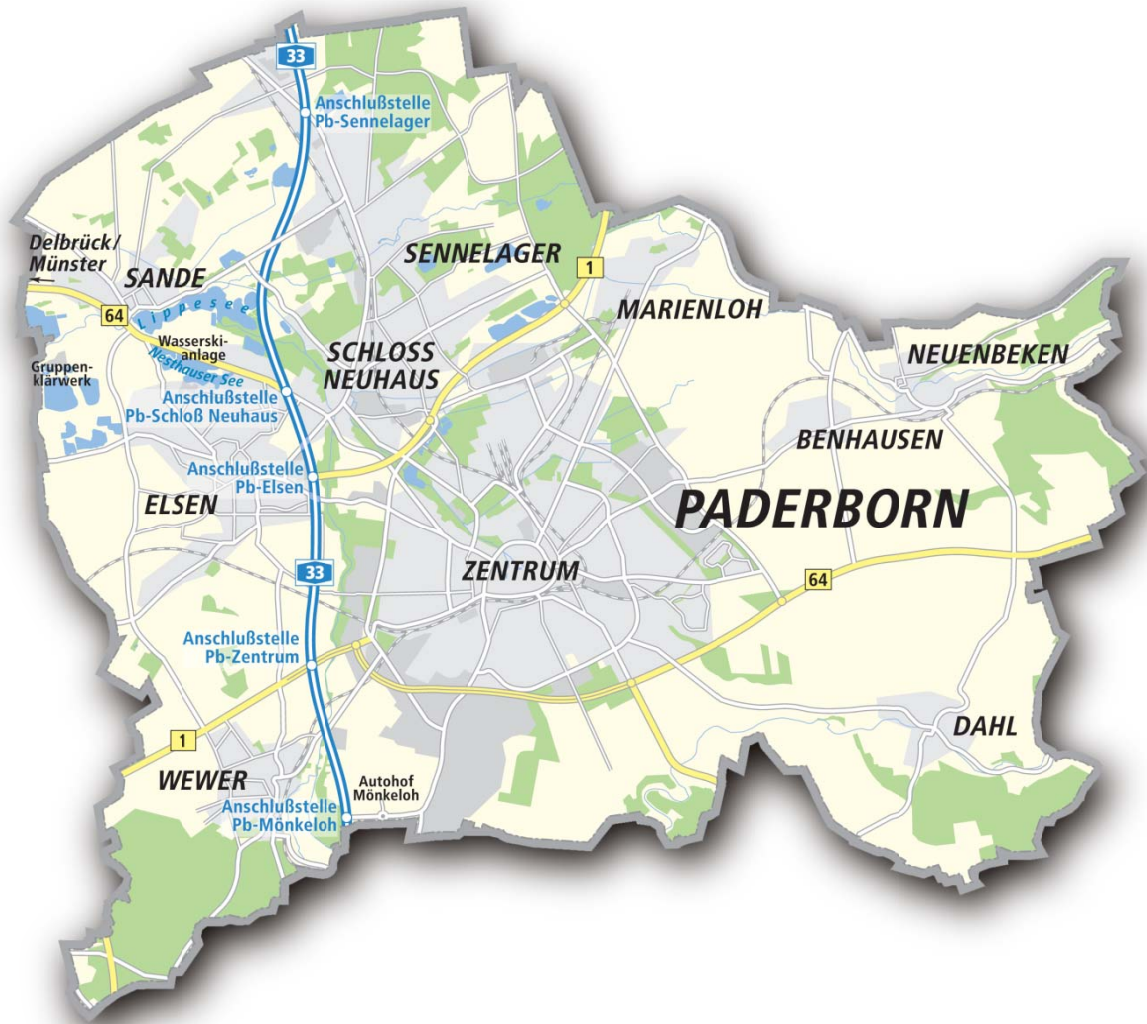 33
Anschlußstelle
Pb-Sennelager
Delbrück/
Münster
SANDE
SENNELAGER
1
64
Lippesee
MARIENLOH
Wasserski-
anlage
Nesthauser See
Gruppen-
klärwerk
SCHLOSS
NEUHAUS
NEUENBEKEN
Anschlußstelle
Pb-Schloß Neuhaus
BENHAUSEN
Anschlußstelle
Pb-Elsen
ELSEN
PADERBORN
33
ZENTRUM
64
Anschlußstelle
Pb-Zentrum
1
DAHL
WEWER
Autohof
Mönkeloh
Anschlußstelle
Pb-Mönkeloh